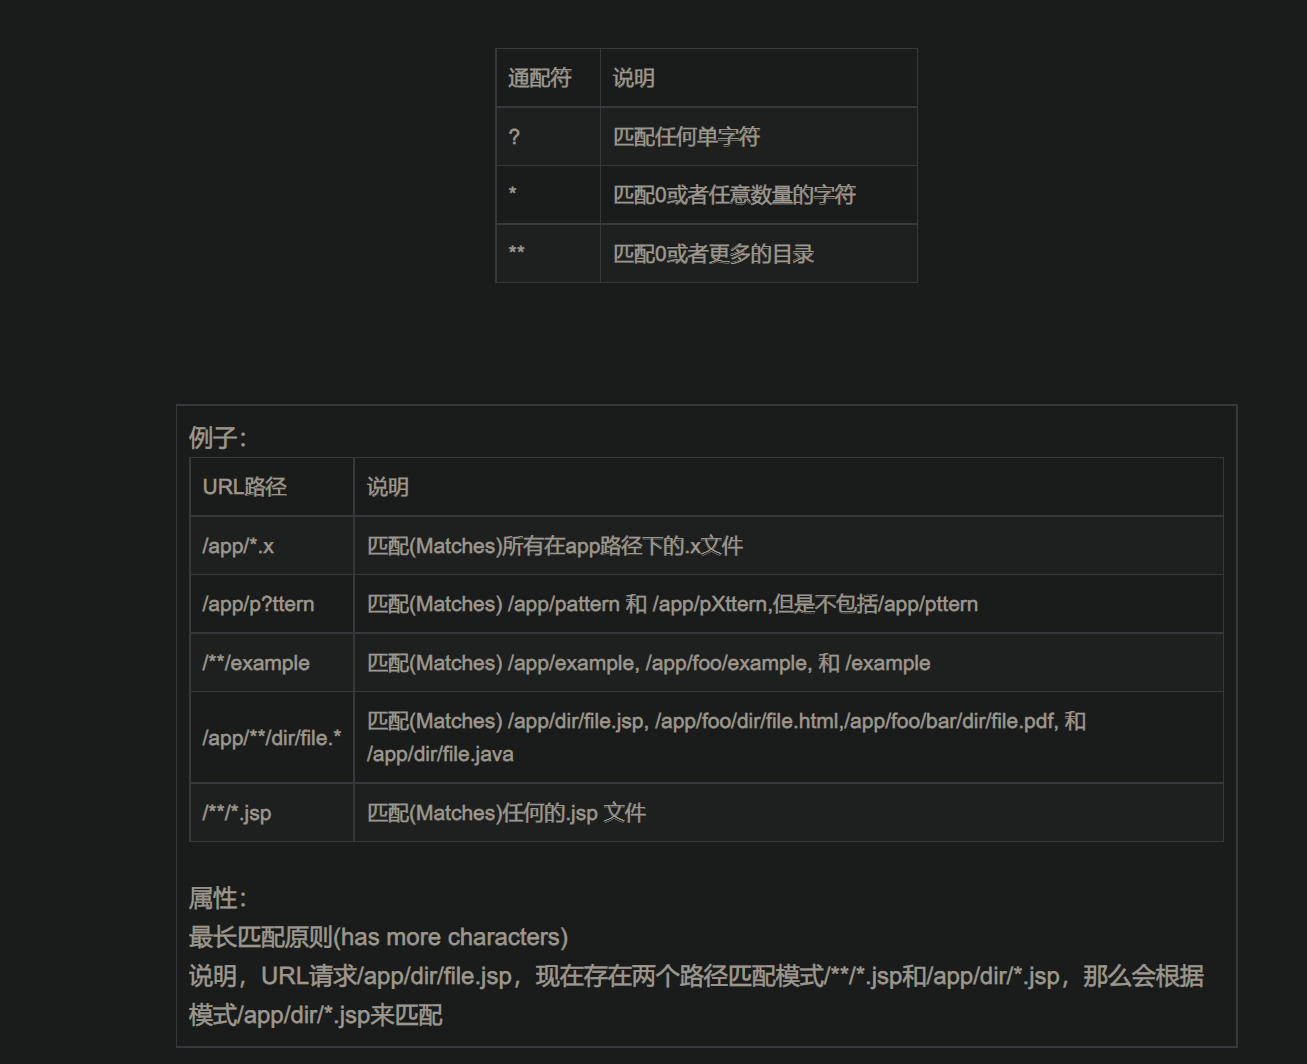 通配符 说明
? 匹配任何单字符
* 匹配0或者任意数量的字符
** 匹配0或者更多的目录
例子：
URL路径 说明
/app/*.x 匹配(Matches)所有在app路径下的.x文件
/app/p?ttern 匹配(Matches) /app/pattern 和 /app/pXttern,但是不包括/app/pttern
/**/example 匹配(Matches) /app/example, /app/foo/example, 和 /example
/app/**/dir/file.* 匹配(Matches) /app/dir/file.jsp, /app/foo/dir/file.html,/app/foo/bar/dir/file.pdf, 和
/app/dir/file.java
/**/*.jsp 匹配(Matches)任何的.jsp 文件
属性：
最长匹配原则(has more characters)
说明，URL请求/app/dir/file.jsp，现在存在两个路径匹配模式/**/*.jsp和/app/dir/*.jsp，那么会根据
模式/app/dir/*.jsp来匹配